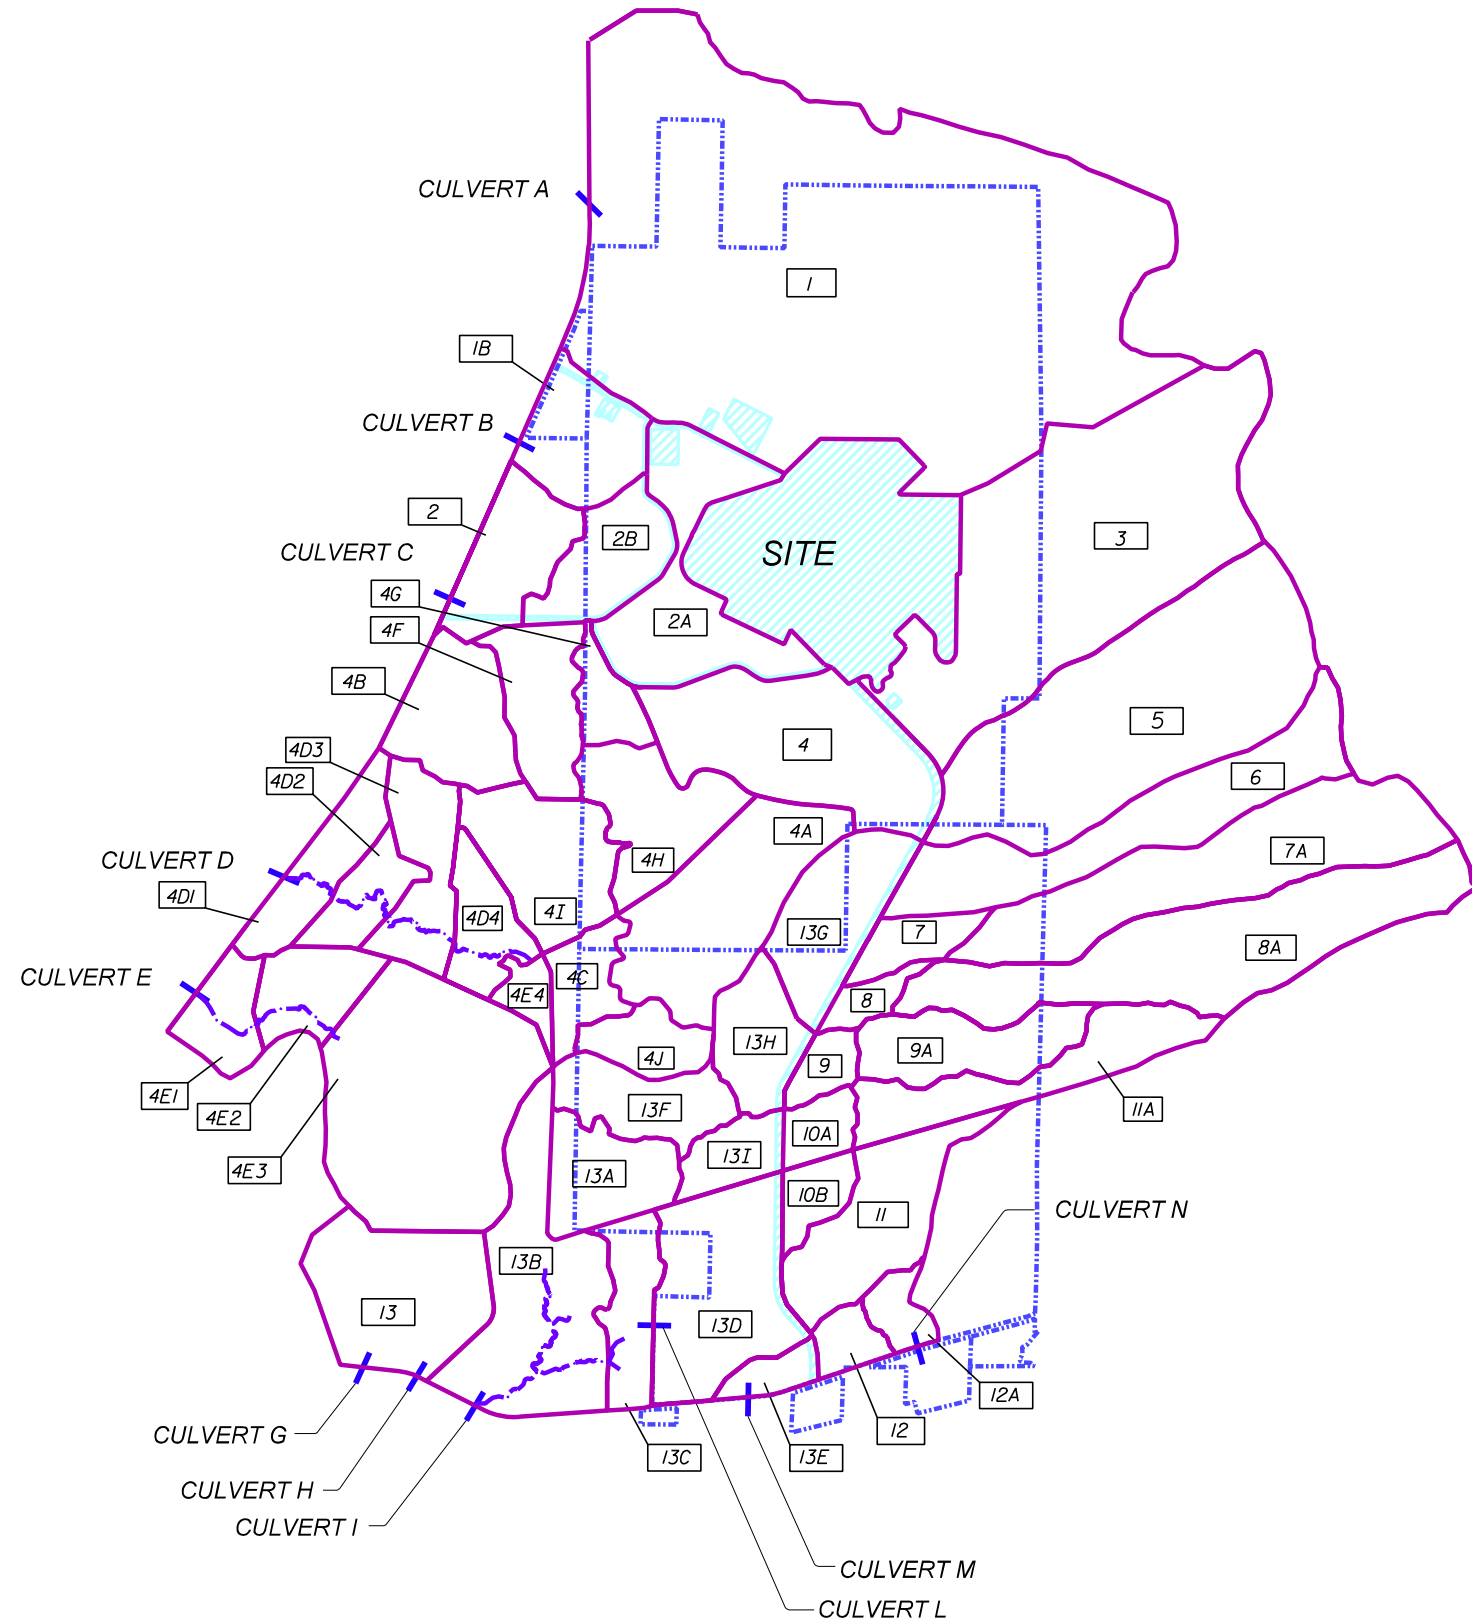 CULVERT A
1
1B
CULVERT B
2
2B
3
CULVERT C
SITE
4G
2A
4F
4B
5
4D3
4
4D2
6
4A
7A
CULVERT D
4H
4D1
4I
4D4
13G
7
8A
CULVERT E
4C
4E4
8
4J
13H
9
9A
4E1
4E2
13F
11A
10A
4E3
13A
13I
10B
11
CULVERT N
13B
13
13D
12A
CULVERT G
13C
13E
12
CULVERT H
CULVERT I
CULVERT M
CULVERT L